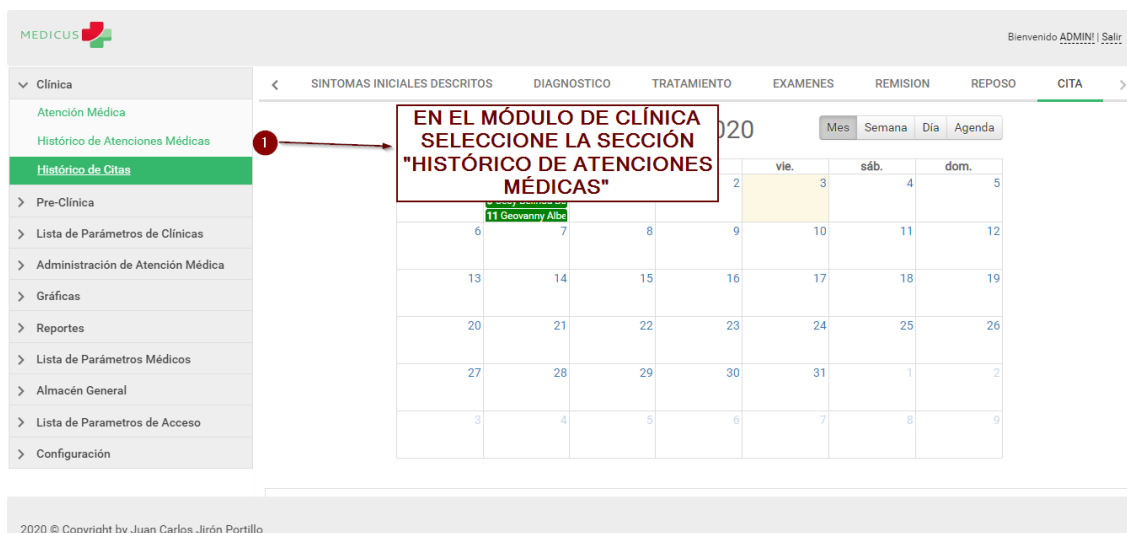 MEDICUS
Bienvenido ADMIN! | Salir
Clínica
Atención Médica
Histórico de Atenciones Médicas
Histórico de Citas
Pre-Clínica
Lista de Parámetros de Clínicas
Administración de Atención Médica
Gráficas
Reportes
Lista de Parámetros Médicos
Almacén General
Lista de Parametros de Acceso
Configuración
SINTOMAS INICIALES DESCRITOS DIAGNOSTICO TRATAMIENTO EXAMENES REMISION REPOSO CITA
1
EN EL MÓDULO DE CLÍNICA
SELECCIONE LA SECCIÓN
"HISTÓRICO DE ATENCIONES
MÉDICAS"
Mes Semana Día Agenda
vie. sáb. dom.
2 3 4 5
11 Geovanny Albe
6 7 8 9 10 11 12
13 14 15 16 17 18 19
20 21 22 23 24 25 26
27 28 29 30 31 1 2
3 4 5 6 7 8 9
2020 © Copyright by Juan Carlos Jirón Portillo